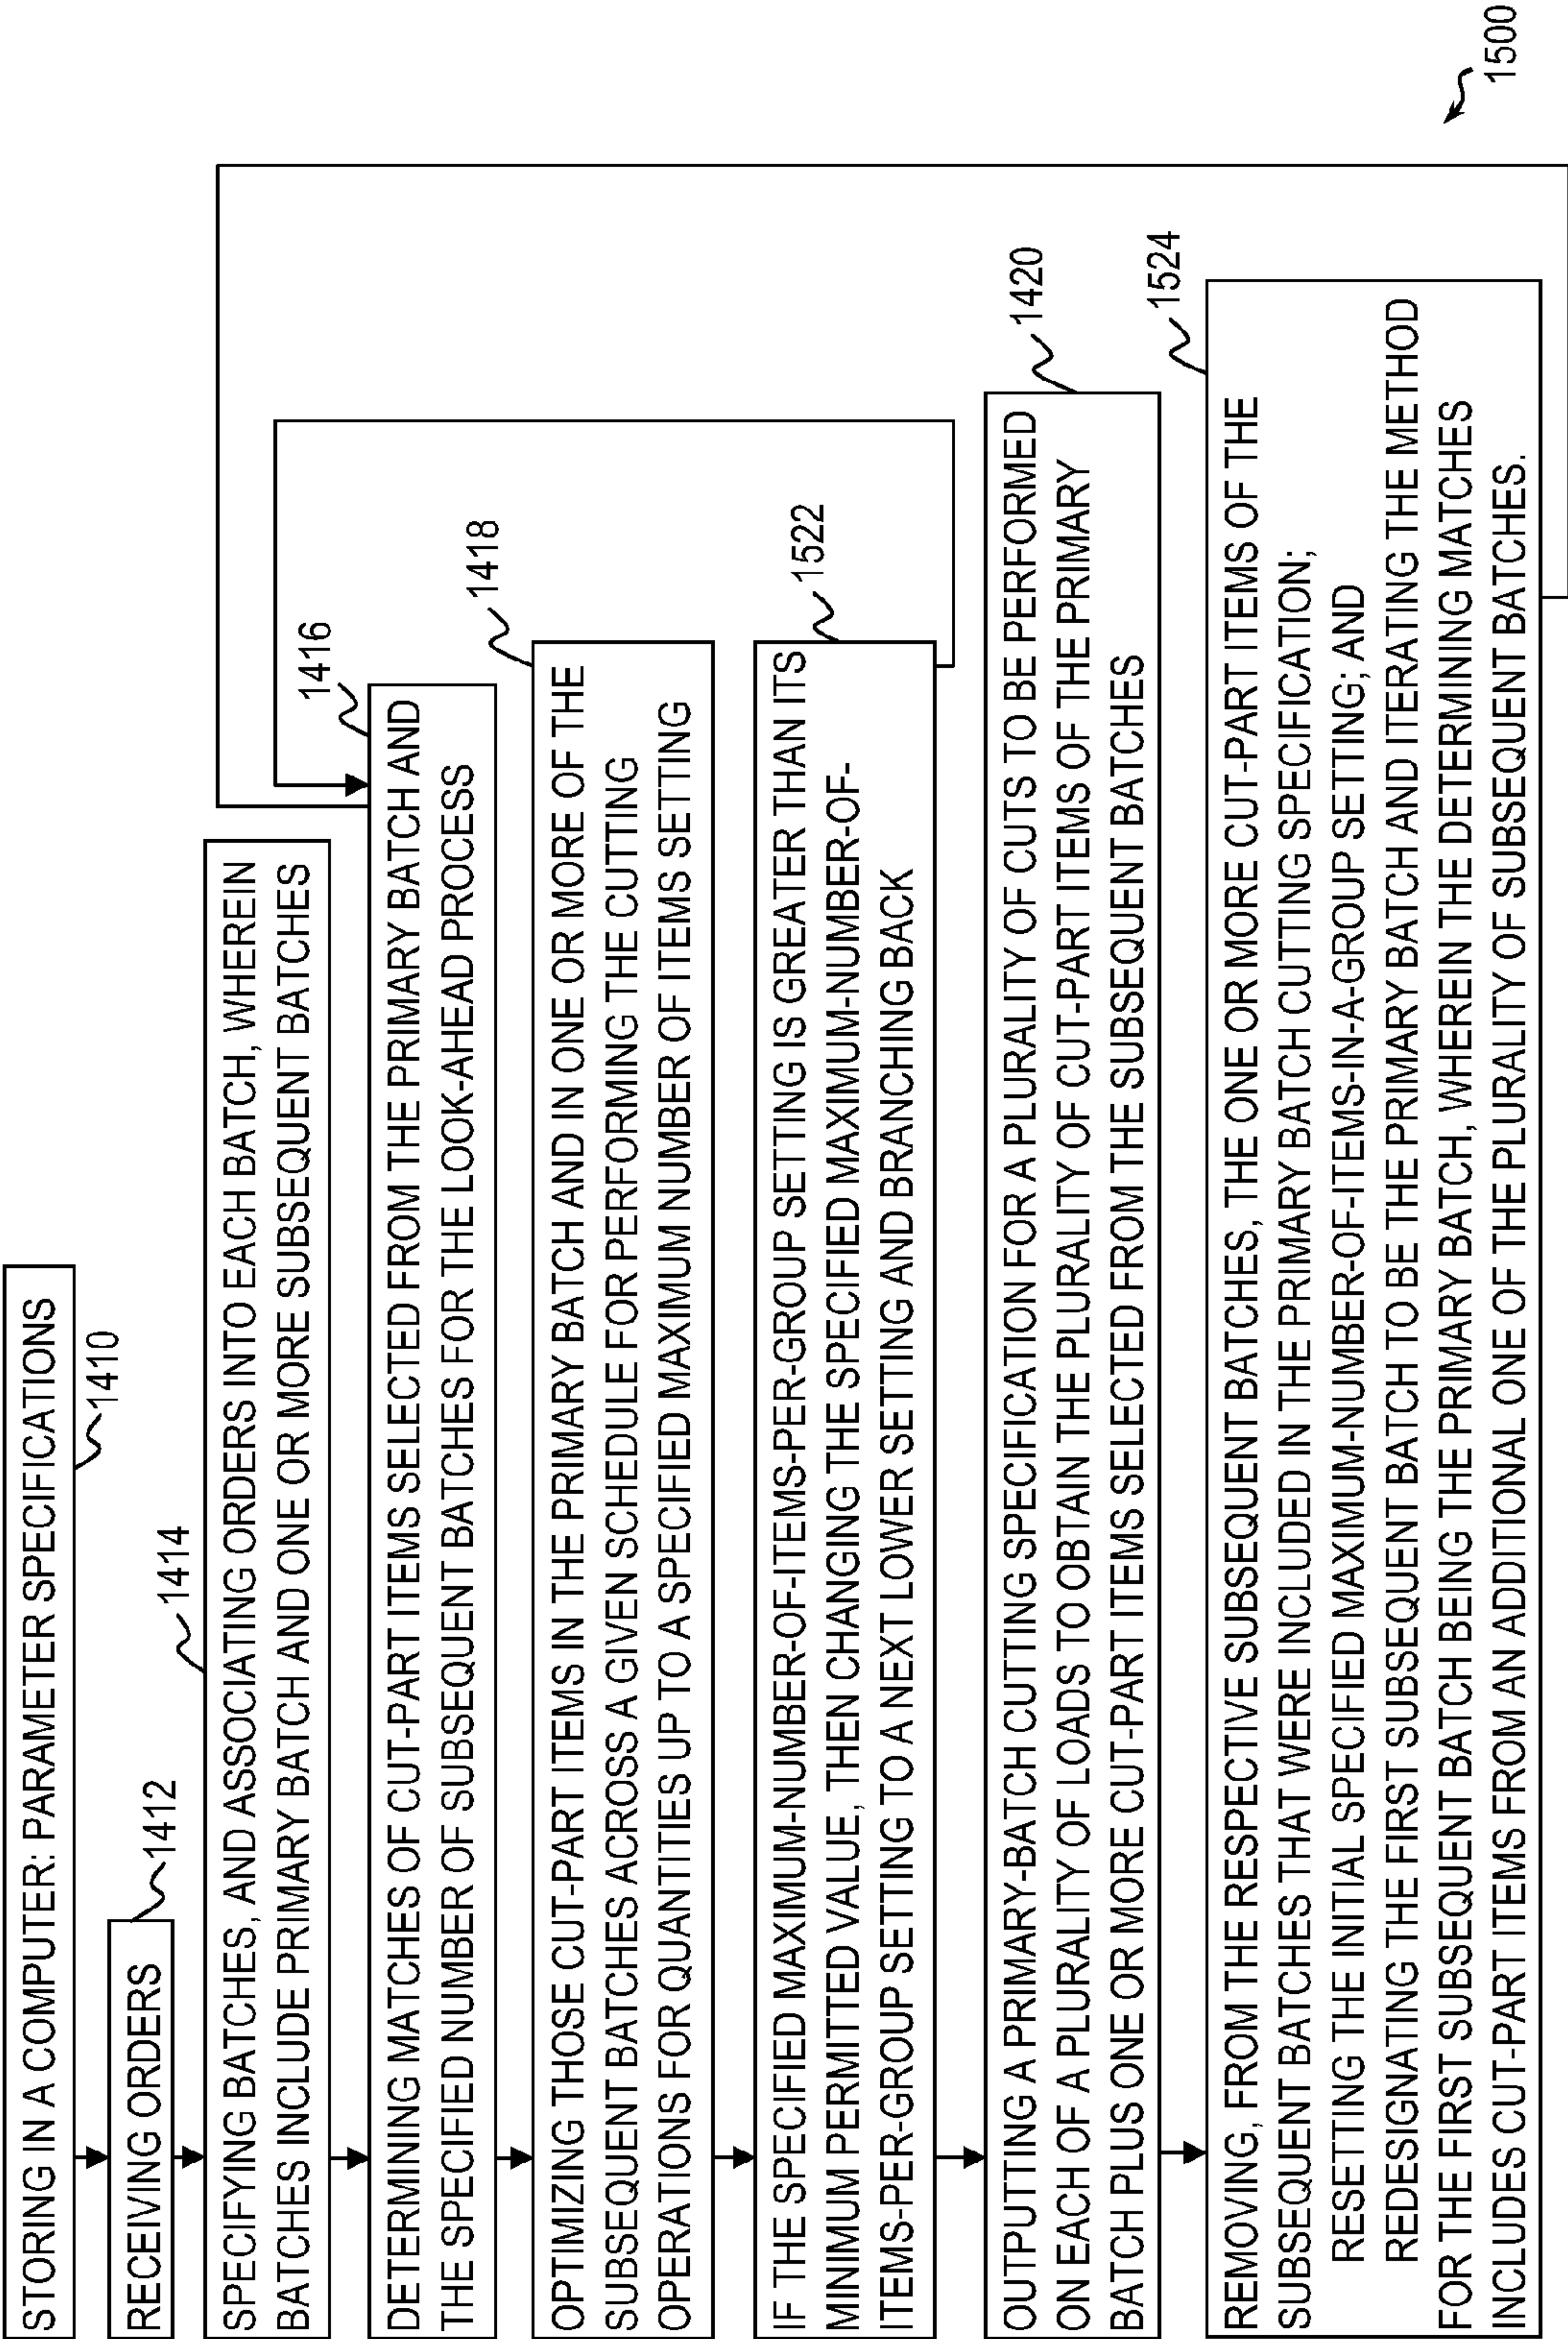 STORING IN A COMPUTER: PARAMETER SPECIFICATIONS
1410
RECEIVING ORDERS
1412
1414
SPECIFYING BATCHES, AND ASSOCIATING ORDERS INTO EACH BATCH, WHEREIN
BATCHES INCLUDE PRIMARY BATCH AND ONE OR MORE SUBSEQUENT BATCHES
1416
DETERMINING MATCHES OF CUT-PART ITEMS SELECTED FROM THE PRIMARY BATCH AND
THE SPECIFIED NUMBER OF SUBSEQUENT BATCHES FOR THE LOOK-AHEAD PROCESS
1418
OPTIMIZING THOSE CUT-PART ITEMS IN THE PRIMARY BATCH AND IN ONE OR MORE OF THE
SUBSEQUENT BATCHES ACROSS A GIVEN SCHEDULE FOR PERFORMING THE CUTTING
OPERATIONS FOR QUANTITIES UP TO A SPECIFIED MAXIMUM NUMBER OF ITEMS SETTING
1522
IF THE SPECIFIED MAXIMUM-NUMBER-OF-ITEMS-PER-GROUP SETTING IS GREATER THAN ITS
MINIMUM PERMITTED VALUE, THEN CHANGING THE SPECIFIED MAXIMUM-NUMBER-OF-
ITEMS-PER-GROUP SETTING TO A NEXT LOWER SETTING AND BRANCHING BACK
1420
OUTPUTTING A PRIMARY-BATCH CUTTING SPECIFICATION FOR A PLURALITY OF CUTS TO BE PERFORMED
ON EACH OF A PLURALITY OF LOADS TO OBTAIN THE PLURALITY OF CUT-PART ITEMS OF THE PRIMARY
BATCH PLUS ONE OR MORE CUT-PART ITEMS SELECTED FROM THE SUBSEQUENT BATCHES
1524
REMOVING, FROM THE RESPECTIVE SUBSEQUENT BATCHES, THE ONE OR MORE CUT-PART ITEMS OF THE
SUBSEQUENT BATCHES THAT WERE INCLUDED IN THE PRIMARY BATCH CUTTING SPECIFICATION;
RESETTING THE INITIAL SPECIFIED MAXIMUM-NUMBER-OF-ITEMS-IN-A-GROUP SETTING; AND
REDESIGNATING THE FIRST SUBSEQUENT BATCH TO BE THE PRIMARY BATCH AND ITERATING THE METHOD
FOR THE FIRST SUBSEQUENT BATCH BEING THE PRIMARY BATCH, WHEREIN THE DETERMINING MATCHES
INCLUDES CUT-PART ITEMS FROM AN ADDITIONAL ONE OF THE PLURALITY OF SUBSEQUENT BATCHES.
1500